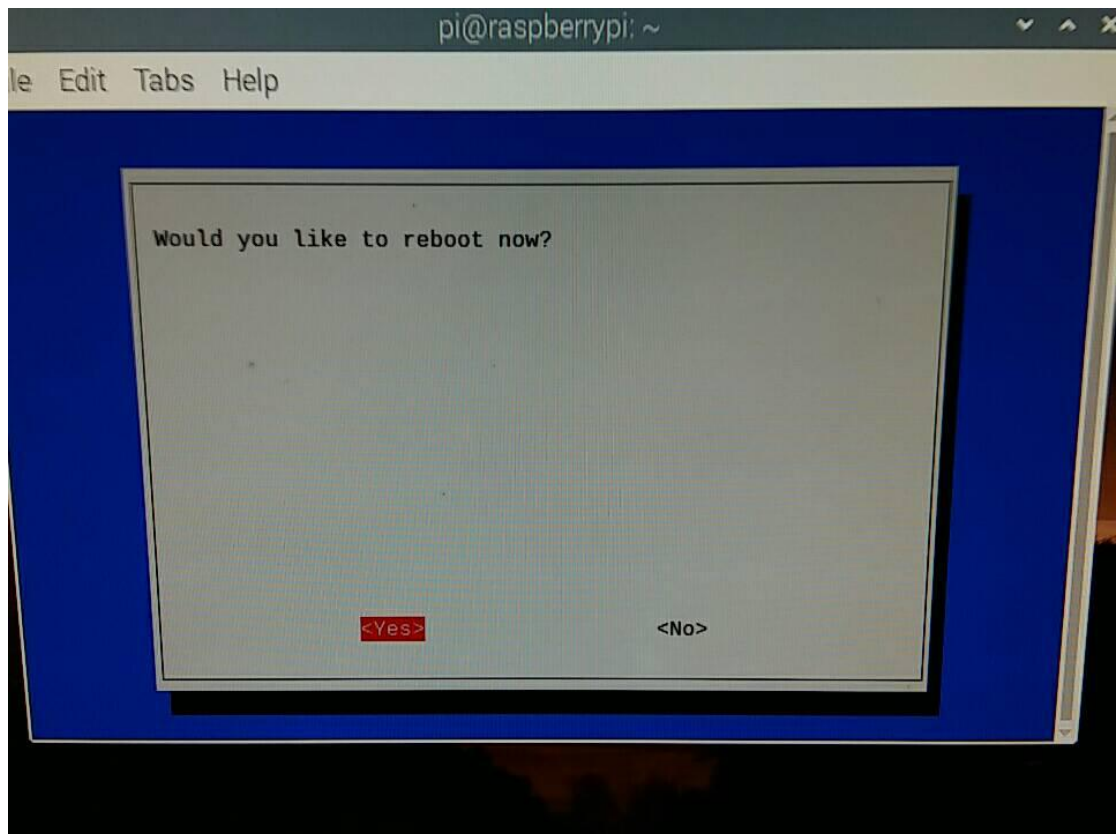 pi@raspberrypi: ~
le Edit Tabs Help
Would you like to reboot now?
<Yes> <No>